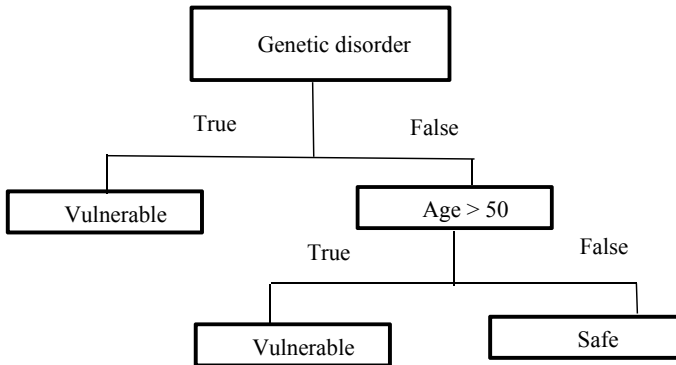 Genetic disorder
True
False
Vulnerable
Age > 50
True
False
Vulnerable
Safe